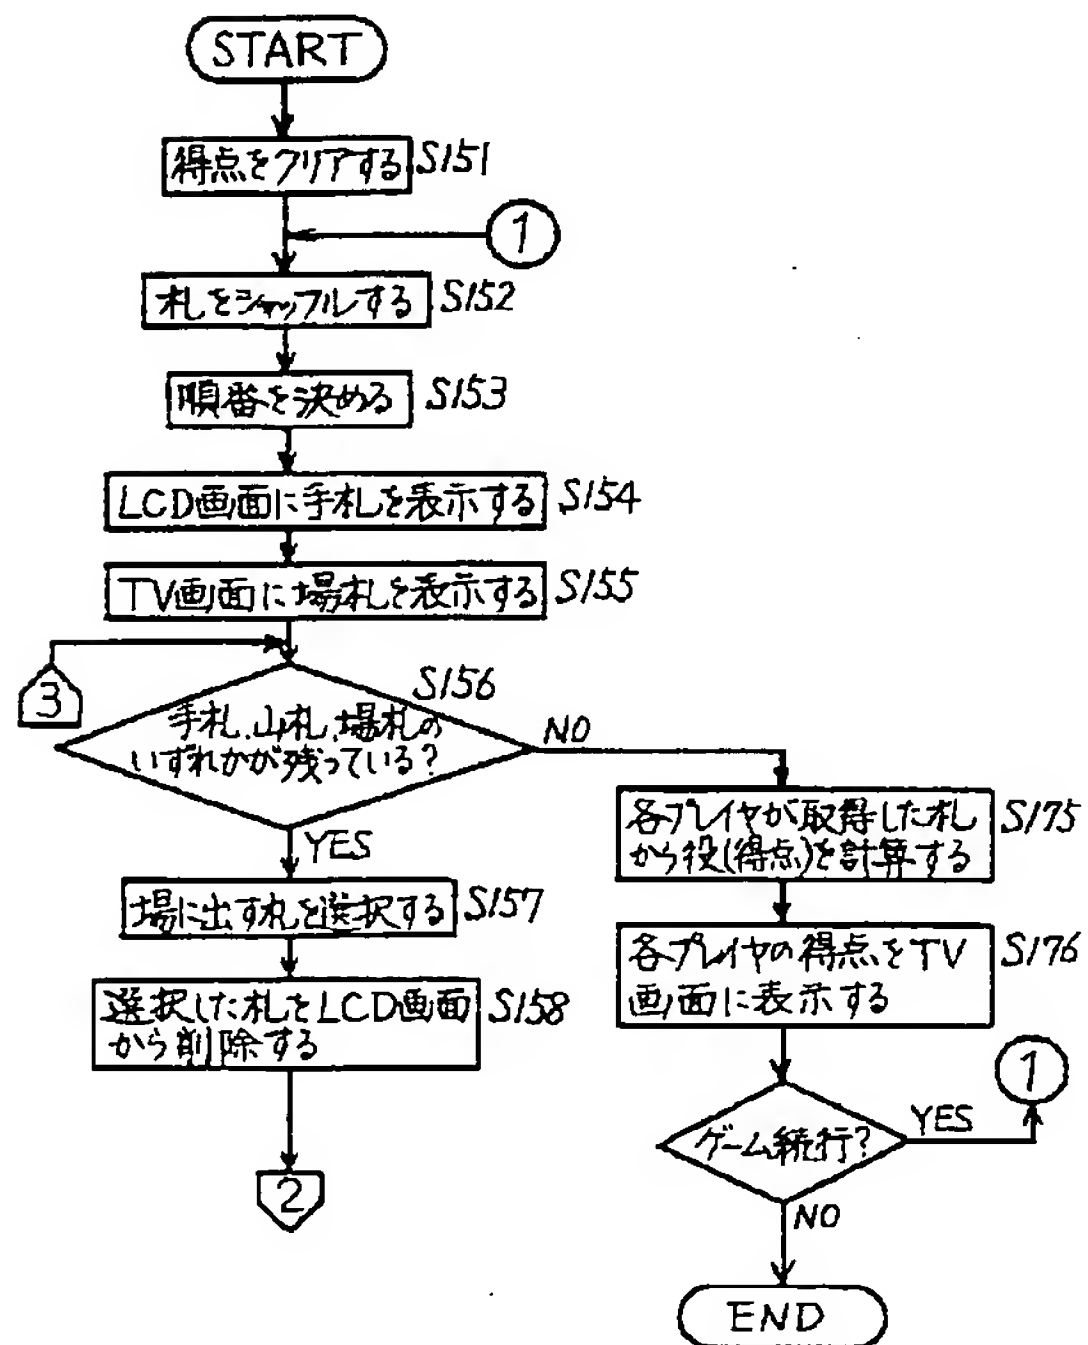 START
得点をクリアする S151
1
札をシャッフルする S152
順番を決める S153
LCD画面に手札を表示する S154
TV画面に場札を表示する S155
3
S156
手札、山札、場札の
いずれかが残っている?
NO
YES
場に出す札を選択する S157
選択した札をLCD画面 S158
から削除する
2
各プレイヤが取得した札 S175
から役(得点)を計算する
各プレイヤの得点をTV S176
画面に表示する
1
ゲーム続行?
YES
NO
END